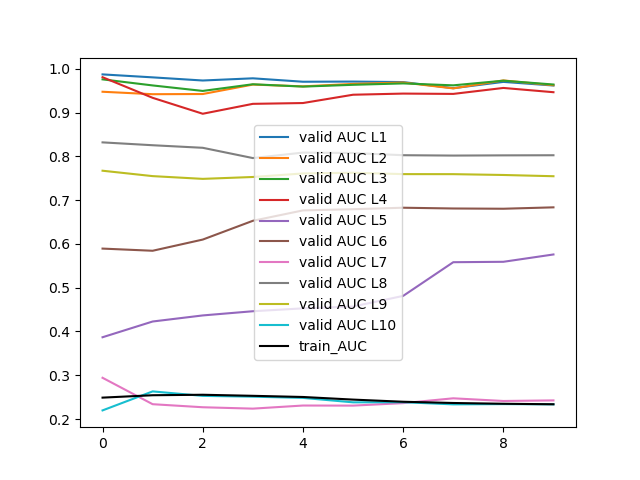 1.0
0.9
0.8
0.7
0.6
0.5
0.4
0.3
0.2
valid AUC L1
valid AUC L2
valid AUC L3
valid AUC L4
valid AUC L5
valid AUC L6
valid AUC L7
valid AUC L8
valid AUC L9
valid AUC L10
train_AUC
0 2 4 6 8